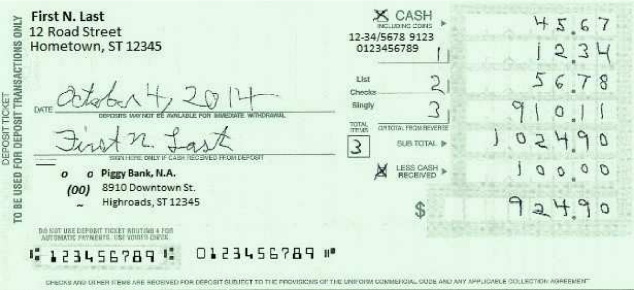 DEPOSIT TICKET
TO BE USED FOR DEPOSIT TRANSACTIONS ONLY
First N. Last
12 Road Street
Hometown, ST 12345
DATE October 4, 2014
DEPOSITS MAY NOT BE AVAILABLE FOR IMMEDIATE WITHDRAWAL
First N. Last
SIGN HERE ONLY IF CASH RECEIVED FROM DEPOSIT
Piggy Bank, N.A.
(00) 8910 Downtown St.
Highroads, ST 12345
X CASH 45.67
INCLUDING COINS
12-34/5678 9123
0123456789
1 12.34
List
Checks 2 56.78
Singly 3 910.11
TOTAL ITEMS 3
OR TOTAL FROM REVERSE
SUB TOTAL 1024.90
X LESS CASH RECEIVED 100.00
$ 924.90
DO NOT USE DEPOSIT TICKET ROUTING # FOR
AUTOMATIC PAYMENTS. USE VOIDED CHECK.
⑆123456789⑆ 0123456789⑈
CHECKS AND OTHER ITEMS ARE RECEIVED FOR DEPOSIT SUBJECT TO THE PROVISIONS OF THE UNIFORM COMMERCIAL CODE AND ANY APPLICABLE COLLECTION AGREEMENT